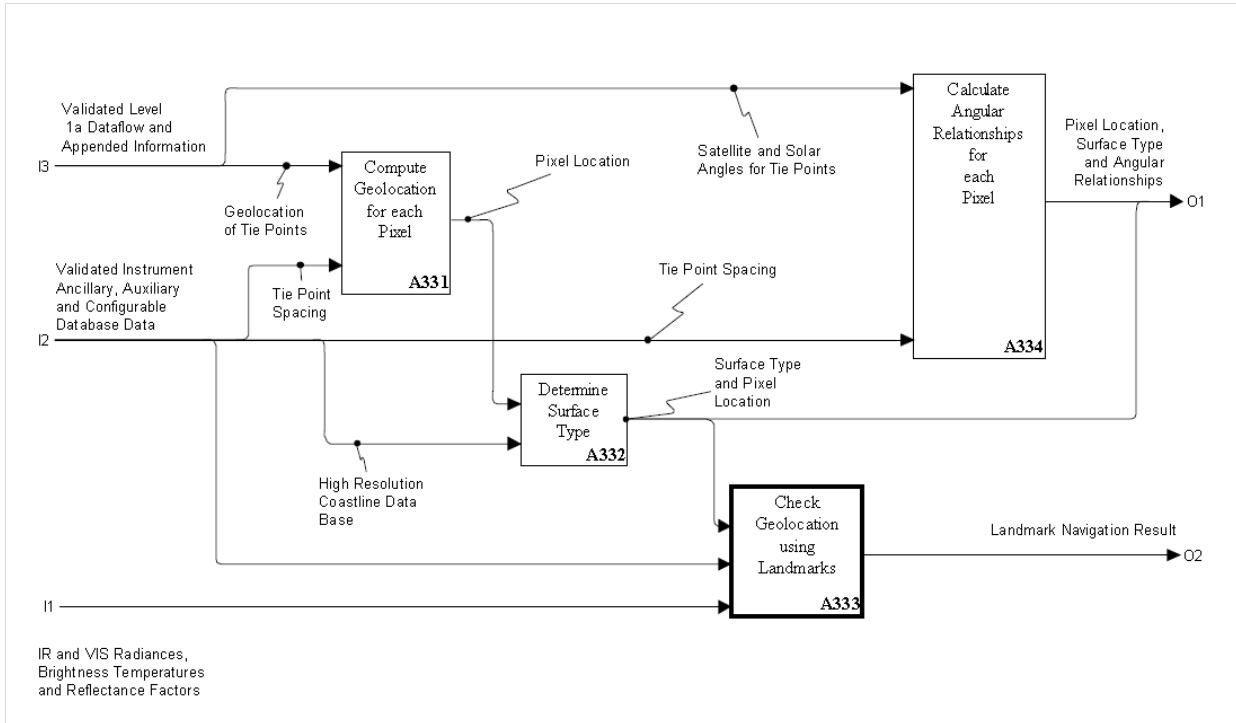 Validated Level
1a Dataflow and
Appended Information
I3
Geolocation
of Tie Points
Compute
Geolocation
for each
Pixel
A331
Pixel Location
Satellite and Solar
Angles for Tie Points
Calculate
Angular
Relationships
for
each
Pixel
A334
Pixel Location,
Surface Type
and Angular
Relationships
O1
Validated Instrument
Ancillary, Auxiliary
and Configurable
Database Data
I2
Tie Point
Spacing
Tie Point Spacing
Determine
Surface
Type
A332
Surface Type
and Pixel
Location
High Resolution
Coastline Data
Base
Check
Geolocation
using
Landmarks
A333
Landmark Navigation Result
O2
I1
IR and VIS Radiances,
Brightness Temperatures
and Reflectance Factors